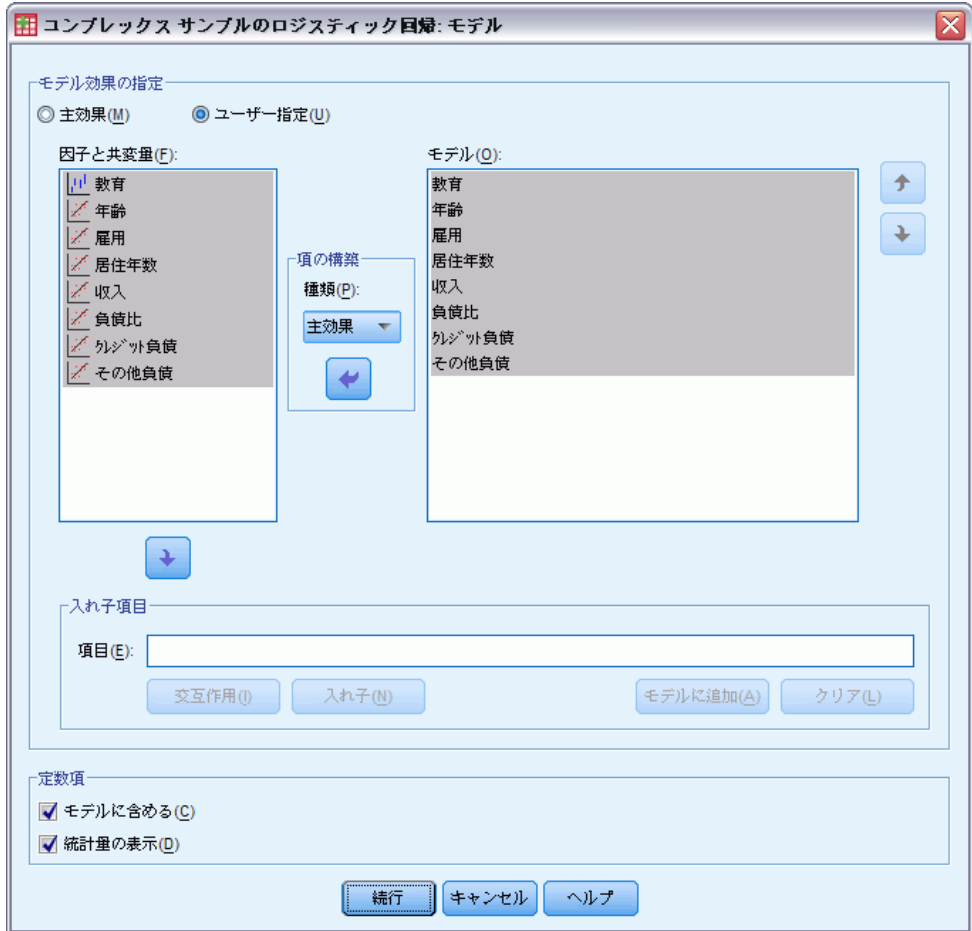 コンプレックス サンプルのロジスティック回帰: モデル
モデル効果の指定
主効果(M)
ユーザー指定(U)
因子と共変量(F):
教育
年齢
雇用
居住年数
収入
負債比
クレジット負債
その他負債
項の構築
種類(P):
主効果
モデル(O):
教育
年齢
雇用
居住年数
収入
負債比
クレジット負債
その他負債
入れ子項目
項目(E):
交互作用(I)
入れ子(N)
モデルに追加(A)
クリア(L)
定数項
モデルに含める(C)
統計量の表示(D)
続行
キャンセル
ヘルプ